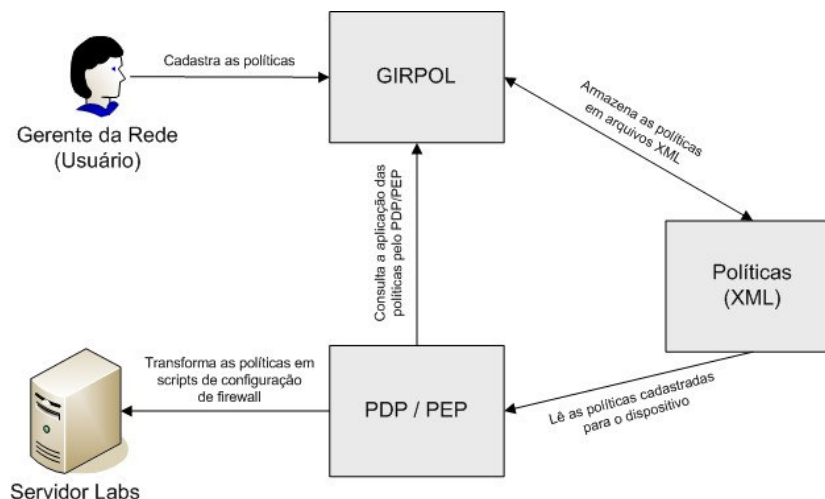 Cadastra as políticas
GIRPOL
Gerente da Rede
(Usuário)
Armazena as políticas
em arquivos XML
Consulta a aplicação das
políticas pelo PDP/PEP
Políticas
(XML)
Transforma as políticas em
scripts de configuração
de firewall
PDP / PEP
Lê as políticas cadastradas
para o dispositivo
Servidor Labs